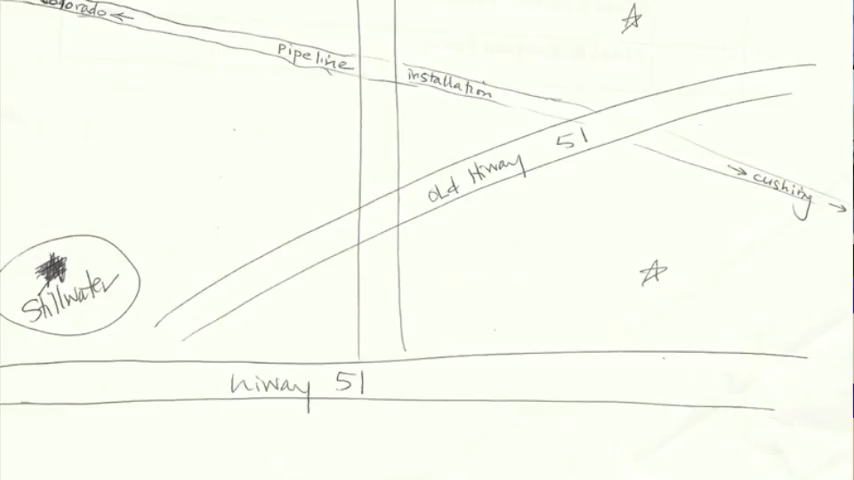 Colorado ←
Pipeline installation
Old Hiway 51
→ cushing →
Stillwater
hiway 51